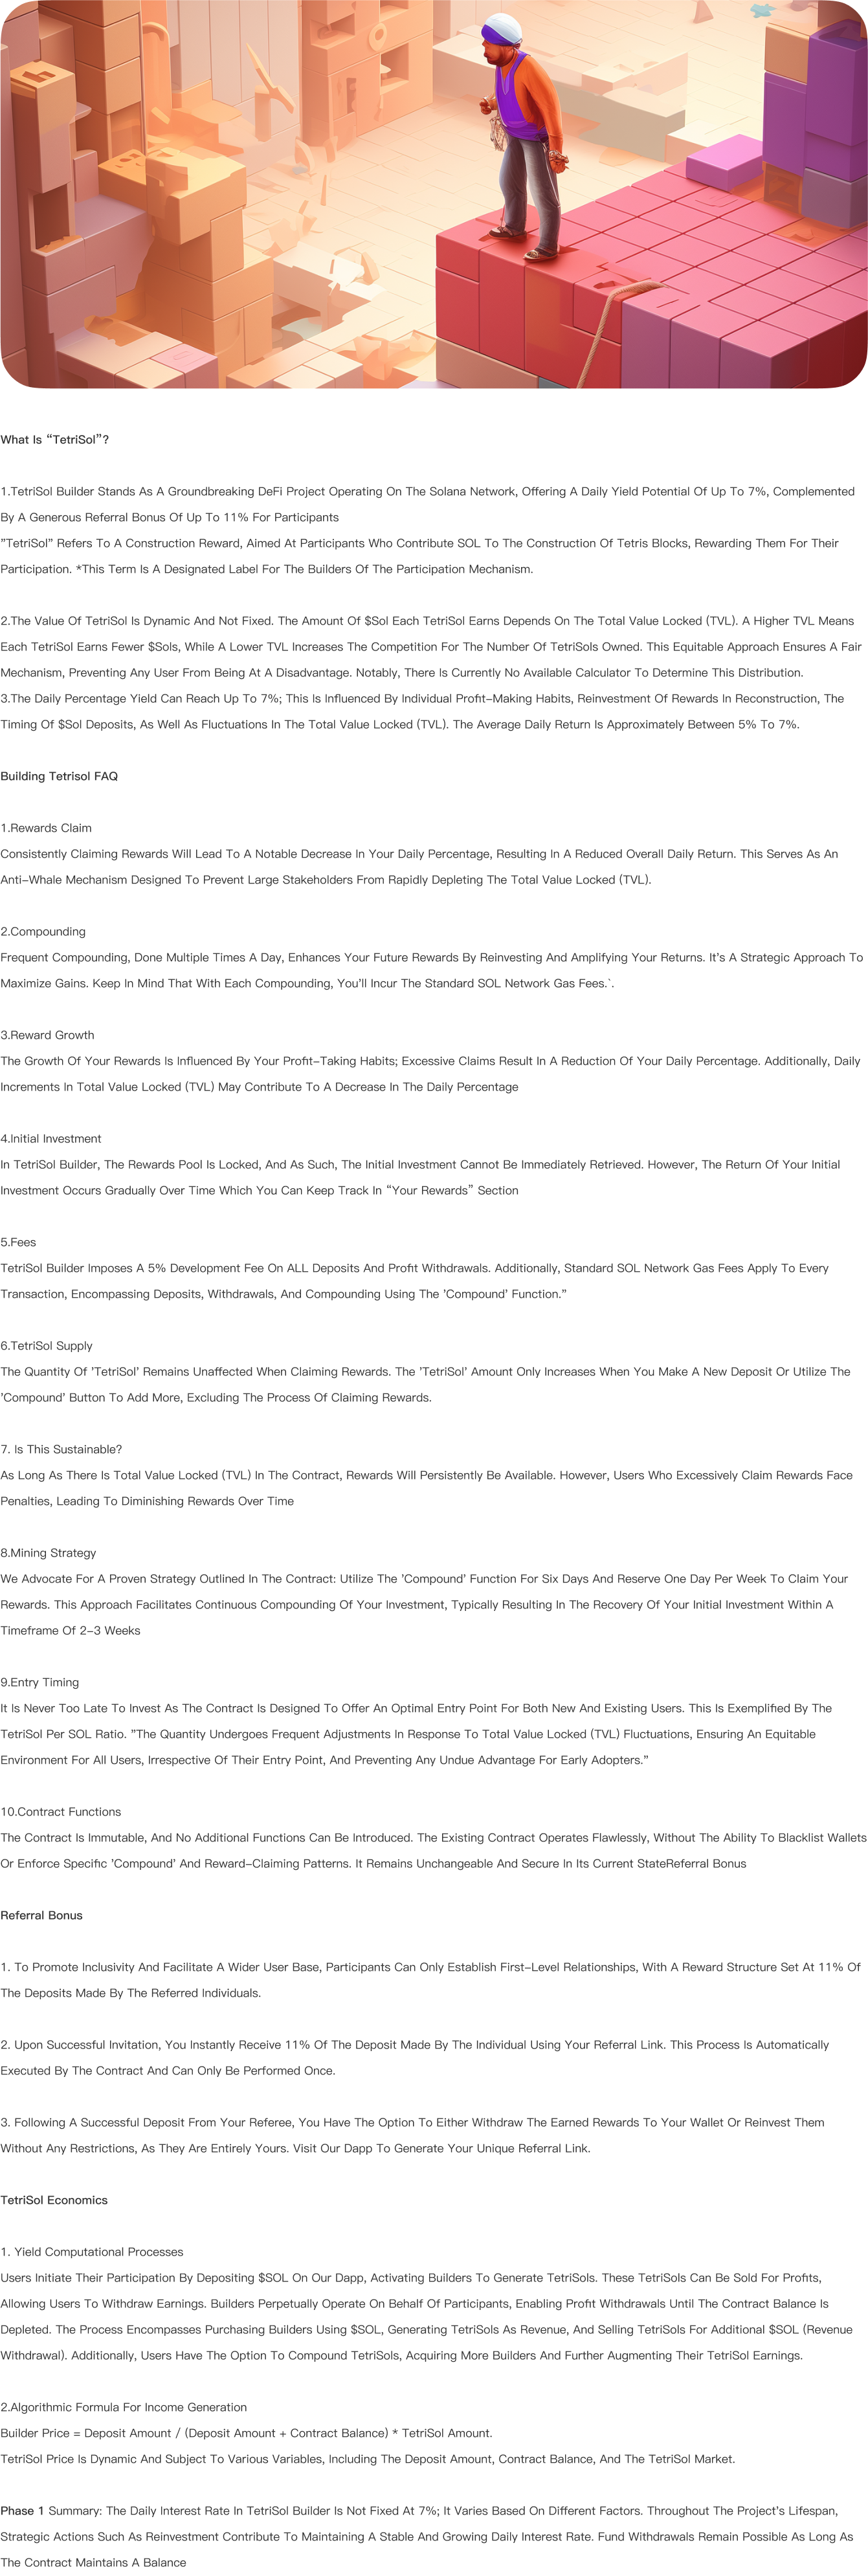 What Is “TetriSol”?
1.TetriSol Builder Stands As A Groundbreaking DeFi Project Operating On The Solana Network, Offering A Daily Yield Potential Of Up To 7%, Complemented
By A Generous Referral Bonus Of Up To 11% For Participants
”TetriSol” Refers To A Construction Reward, Aimed At Participants Who Contribute SOL To The Construction Of Tetris Blocks, Rewarding Them For Their
Participation. *This Term Is A Designated Label For The Builders Of The Participation Mechanism.
2.The Value Of TetriSol Is Dynamic And Not Fixed. The Amount Of $Sol Each TetriSol Earns Depends On The Total Value Locked (TVL). A Higher TVL Means
Each TetriSol Earns Fewer $Sols, While A Lower TVL Increases The Competition For The Number Of TetriSols Owned. This Equitable Approach Ensures A Fair
Mechanism, Preventing Any User From Being At A Disadvantage. Notably, There Is Currently No Available Calculator To Determine This Distribution.
3.The Daily Percentage Yield Can Reach Up To 7%; This Is Influenced By Individual Profit-Making Habits, Reinvestment Of Rewards In Reconstruction, The
Timing Of $Sol Deposits, As Well As Fluctuations In The Total Value Locked (TVL). The Average Daily Return Is Approximately Between 5% To 7%.
Building Tetrisol FAQ
1.Rewards Claim
Consistently Claiming Rewards Will Lead To A Notable Decrease In Your Daily Percentage, Resulting In A Reduced Overall Daily Return. This Serves As An
Anti-Whale Mechanism Designed To Prevent Large Stakeholders From Rapidly Depleting The Total Value Locked (TVL).
2.Compounding
Frequent Compounding, Done Multiple Times A Day, Enhances Your Future Rewards By Reinvesting And Amplifying Your Returns. It's A Strategic Approach To
Maximize Gains. Keep In Mind That With Each Compounding, You'll Incur The Standard SOL Network Gas Fees.`.
3.Reward Growth
The Growth Of Your Rewards Is Influenced By Your Profit-Taking Habits; Excessive Claims Result In A Reduction Of Your Daily Percentage. Additionally, Daily
Increments In Total Value Locked (TVL) May Contribute To A Decrease In The Daily Percentage
4.Initial Investment
In TetriSol Builder, The Rewards Pool Is Locked, And As Such, The Initial Investment Cannot Be Immediately Retrieved. However, The Return Of Your Initial
Investment Occurs Gradually Over Time Which You Can Keep Track In “Your Rewards” Section
5.Fees
TetriSol Builder Imposes A 5% Development Fee On ALL Deposits And Profit Withdrawals. Additionally, Standard SOL Network Gas Fees Apply To Every
Transaction, Encompassing Deposits, Withdrawals, And Compounding Using The 'Compound' Function.”
6.TetriSol Supply
The Quantity Of 'TetriSol' Remains Unaffected When Claiming Rewards. The 'TetriSol' Amount Only Increases When You Make A New Deposit Or Utilize The
'Compound' Button To Add More, Excluding The Process Of Claiming Rewards.
7. Is This Sustainable?
As Long As There Is Total Value Locked (TVL) In The Contract, Rewards Will Persistently Be Available. However, Users Who Excessively Claim Rewards Face
Penalties, Leading To Diminishing Rewards Over Time
8.Mining Strategy
We Advocate For A Proven Strategy Outlined In The Contract: Utilize The 'Compound' Function For Six Days And Reserve One Day Per Week To Claim Your
Rewards. This Approach Facilitates Continuous Compounding Of Your Investment, Typically Resulting In The Recovery Of Your Initial Investment Within A
Timeframe Of 2-3 Weeks
9.Entry Timing
It Is Never Too Late To Invest As The Contract Is Designed To Offer An Optimal Entry Point For Both New And Existing Users. This Is Exemplified By The
TetriSol Per SOL Ratio. ”The Quantity Undergoes Frequent Adjustments In Response To Total Value Locked (TVL) Fluctuations, Ensuring An Equitable
Environment For All Users, Irrespective Of Their Entry Point, And Preventing Any Undue Advantage For Early Adopters.”
10.Contract Functions
The Contract Is Immutable, And No Additional Functions Can Be Introduced. The Existing Contract Operates Flawlessly, Without The Ability To Blacklist Wallets
Or Enforce Specific 'Compound' And Reward-Claiming Patterns. It Remains Unchangeable And Secure In Its Current StateReferral Bonus
Referral Bonus
1. To Promote Inclusivity And Facilitate A Wider User Base, Participants Can Only Establish First-Level Relationships, With A Reward Structure Set At 11% Of
The Deposits Made By The Referred Individuals.
2. Upon Successful Invitation, You Instantly Receive 11% Of The Deposit Made By The Individual Using Your Referral Link. This Process Is Automatically
Executed By The Contract And Can Only Be Performed Once.
3. Following A Successful Deposit From Your Referee, You Have The Option To Either Withdraw The Earned Rewards To Your Wallet Or Reinvest Them
Without Any Restrictions, As They Are Entirely Yours. Visit Our Dapp To Generate Your Unique Referral Link.
TetriSol Economics
1. Yield Computational Processes
Users Initiate Their Participation By Depositing $SOL On Our Dapp, Activating Builders To Generate TetriSols. These TetriSols Can Be Sold For Profits,
Allowing Users To Withdraw Earnings. Builders Perpetually Operate On Behalf Of Participants, Enabling Profit Withdrawals Until The Contract Balance Is
Depleted. The Process Encompasses Purchasing Builders Using $SOL, Generating TetriSols As Revenue, And Selling TetriSols For Additional $SOL (Revenue
Withdrawal). Additionally, Users Have The Option To Compound TetriSols, Acquiring More Builders And Further Augmenting Their TetriSol Earnings.
2.Algorithmic Formula For Income Generation
Builder Price = Deposit Amount / (Deposit Amount + Contract Balance) * TetriSol Amount.
TetriSol Price Is Dynamic And Subject To Various Variables, Including The Deposit Amount, Contract Balance, And The TetriSol Market.
Phase 1 Summary: The Daily Interest Rate In TetriSol Builder Is Not Fixed At 7%; It Varies Based On Different Factors. Throughout The Project's Lifespan,
Strategic Actions Such As Reinvestment Contribute To Maintaining A Stable And Growing Daily Interest Rate. Fund Withdrawals Remain Possible As Long As
The Contract Maintains A Balance